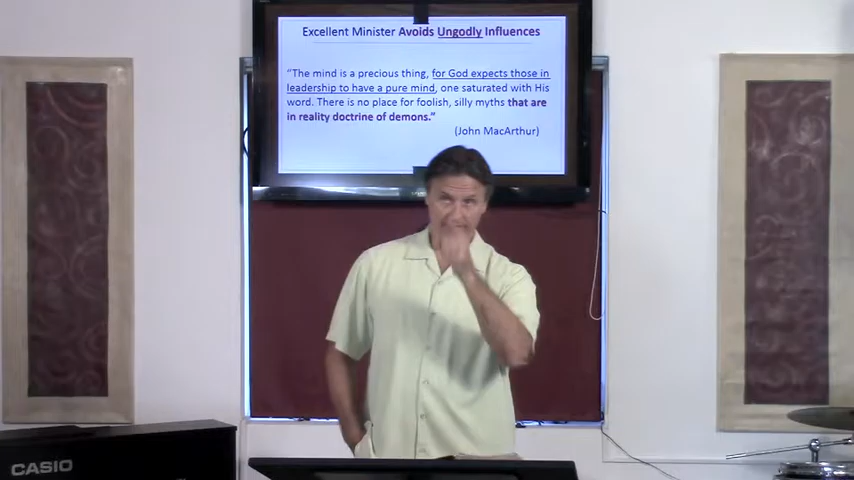 Excellent Minister Avoids Ungodly Influences
"The mind is a precious thing, for God expects those in
leadership to have a pure mind, one saturated with His
word. There is no place for foolish, silly myths that are
in reality doctrine of demons."
(John MacArthur)
CASIO